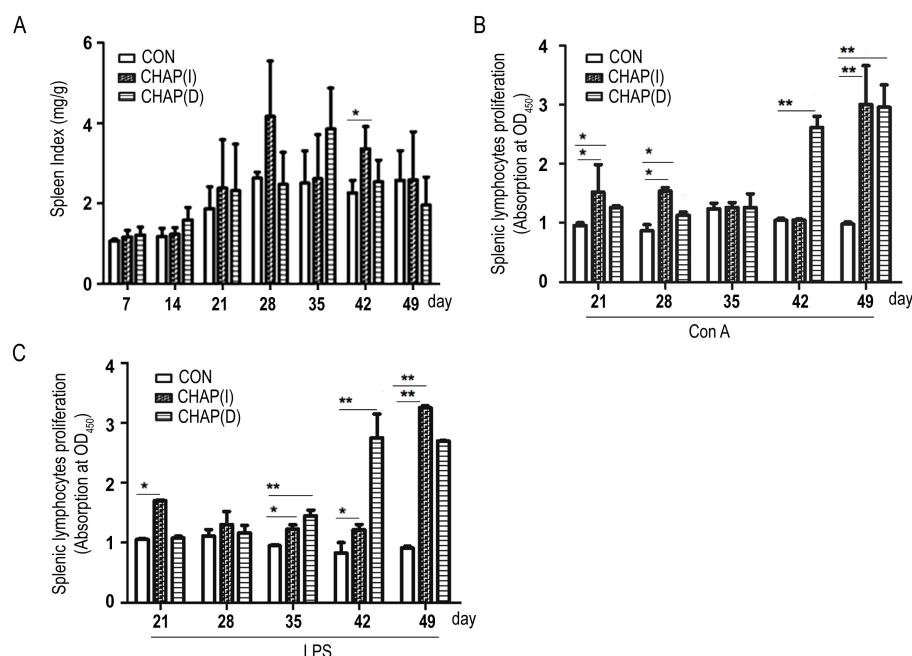 A
Spleen Index (mg/g)
6
4
2
0
CON
CHAP(I)
CHAP(D)
*
7 14 21 28 35 42 49 day
B
Splenic lymphocytes proliferation
(Absorption at OD450)
4
3
2
1
0
CON
CHAP(I)
CHAP(D)
*
*
*
*
**
**
**
21 28 35 42 49 day
Con A
C
Splenic lymphocytes proliferation
(Absorption at OD450)
4
3
2
1
0
CON
CHAP(I)
CHAP(D)
*
**
*
**
*
**
**
21 28 35 42 49 day
LPS